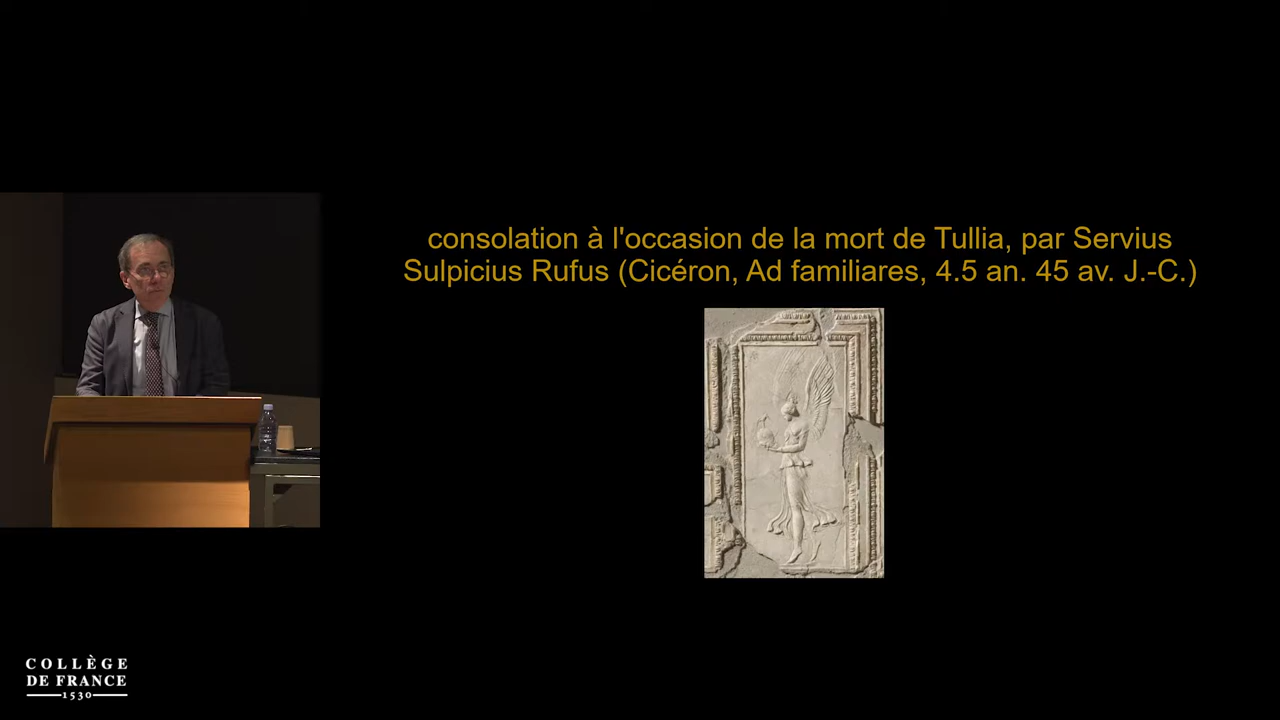 consolation à l'occasion de la mort de Tullia, par Servius
Sulpicius Rufus (Cicéron, Ad familiares, 4.5 an. 45 av. J.-C.)
COLLÈGE
DE FRANCE
1530